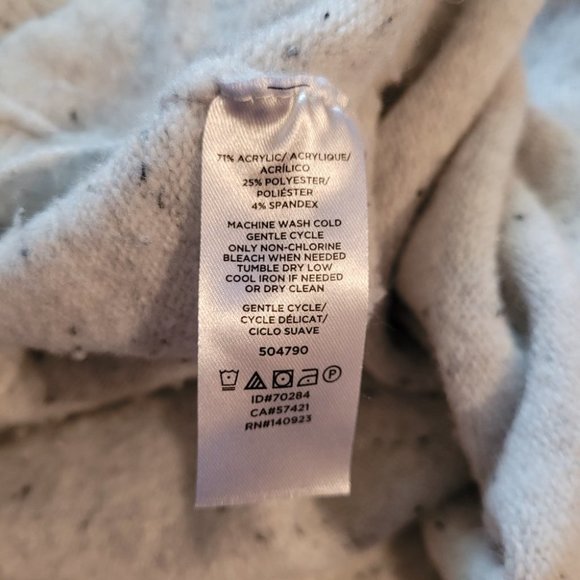 71% ACRYLIC/ ACRYLIQUE/
ACRÍLICO
25% POLYESTER/
POLIÉSTER
4% SPANDEX
MACHINE WASH COLD
GENTLE CYCLE
ONLY NON-CHLORINE
BLEACH WHEN NEEDED
TUMBLE DRY LOW
COOL IRON IF NEEDED
OR DRY CLEAN
GENTLE CYCLE/
CYCLE DÉLICAT/
CICLO SUAVE
504790
P
ID#70284
CA#57421
RN#140923